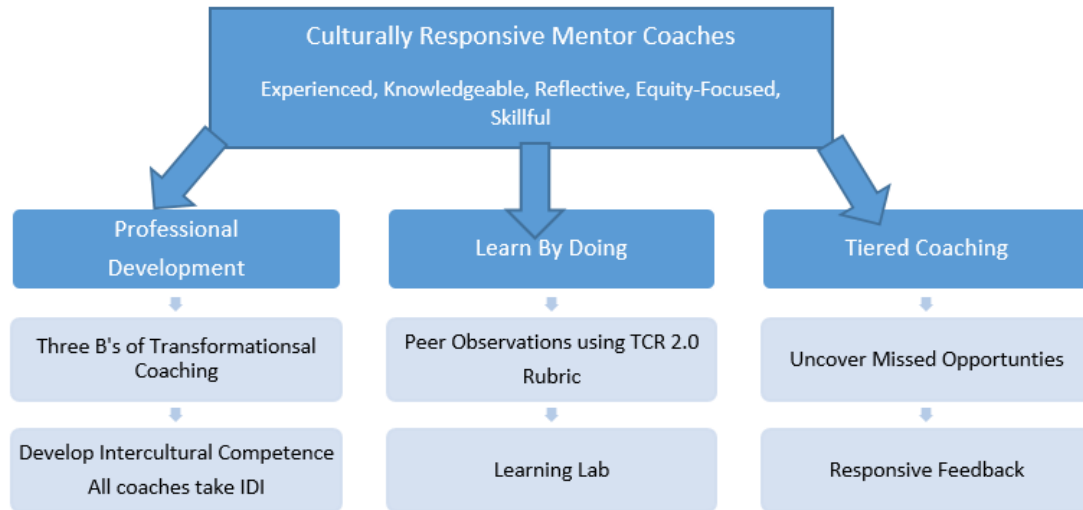 Culturally Responsive Mentor Coaches
Experienced, Knowledgeable, Reflective, Equity-Focused,
Skillful
Professional
Development
Learn By Doing
Tiered Coaching
Three B's of Transformationsal
Coaching
Peer Observations using TCR 2.0
Rubric
Uncover Missed Opportunties
Develop Intercultural Competence
All coaches take IDI
Learning Lab
Responsive Feedback